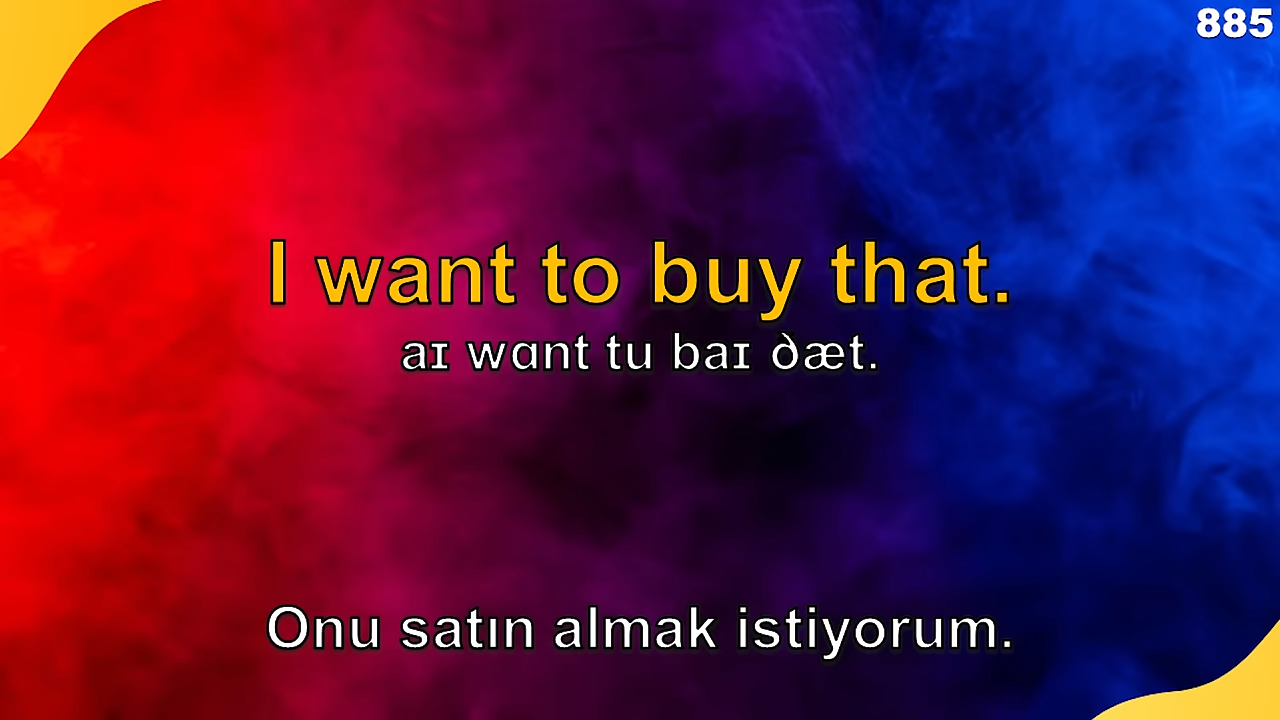 885
I want to buy that.
aɪ wɑnt tu baɪ ðæt.
Onu satın almak istiyorum.